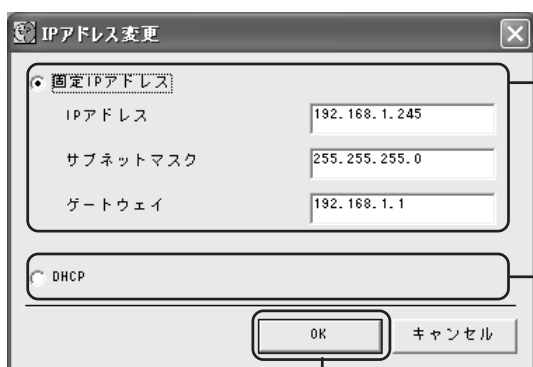 IPアドレス変更
固定IPアドレス
IPアドレス 192.168.1.245
サブネットマスク 255.255.255.0
ゲートウェイ 192.168.1.1
DHCP
OK キャンセル